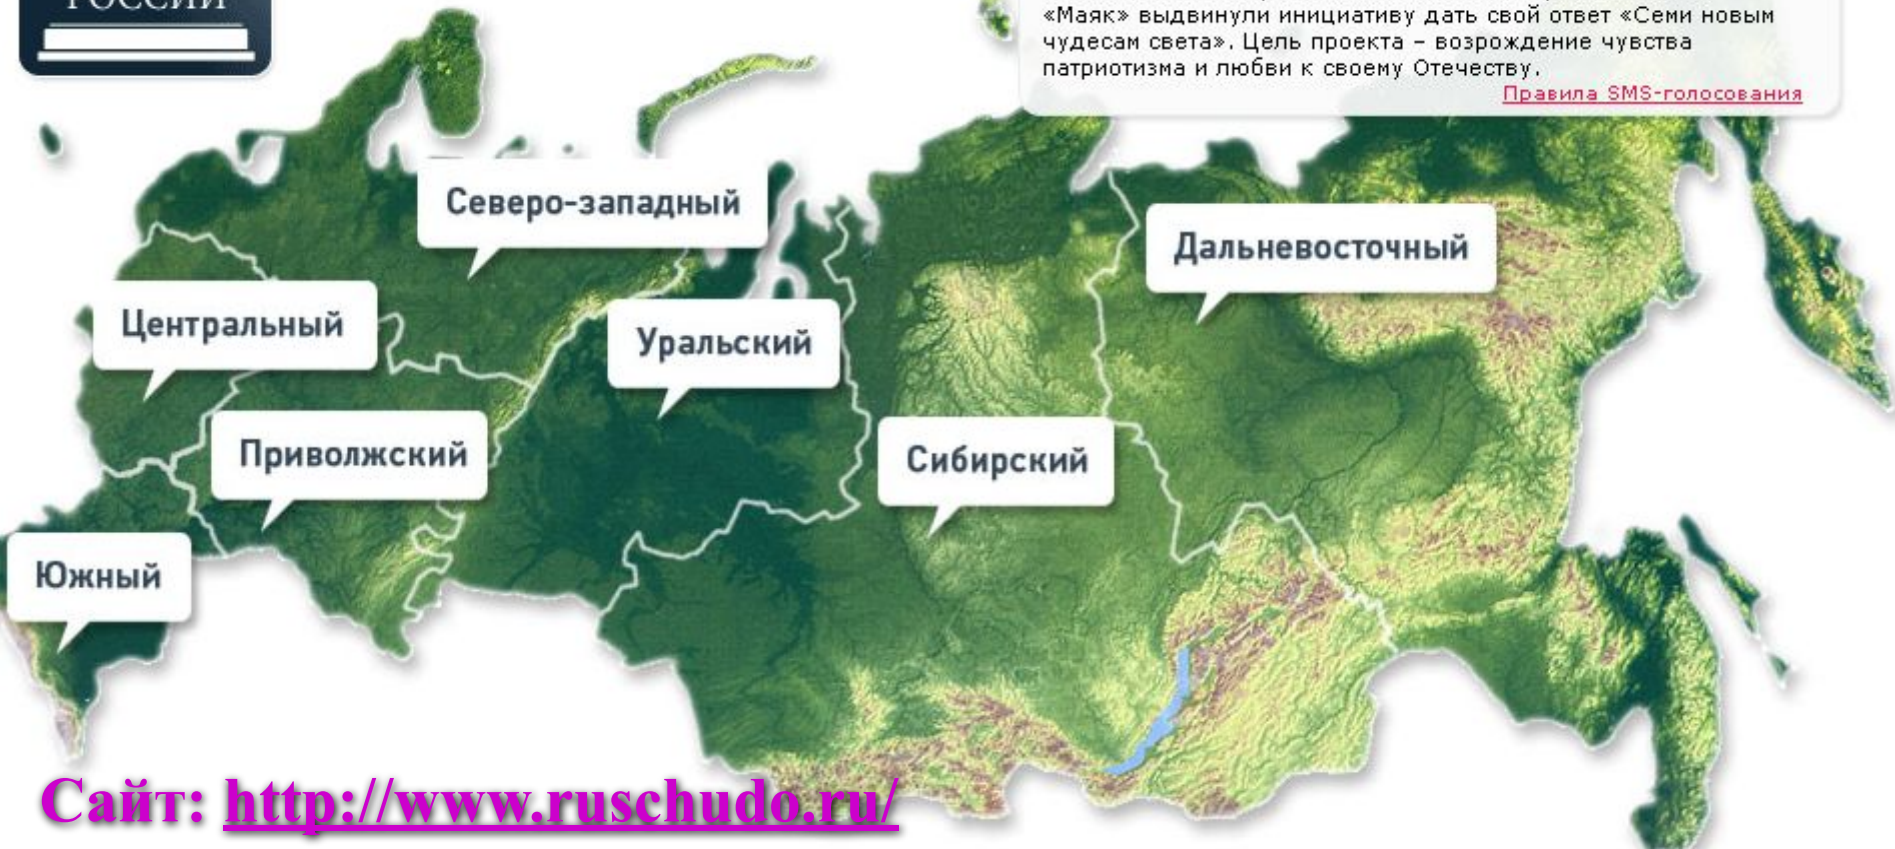 РОССИИ
«Маяк» выдвинули инициативу дать свой ответ «Семи новым
чудесам света». Цель проекта – возрождение чувства
патриотизма и любви к своему Отечеству.
Правила SMS-голосования
Северо-западный
Дальневосточный
Центральный
Уральский
Приволжский
Сибирский
Южный
Сайт: http://www.ruschudo.ru/